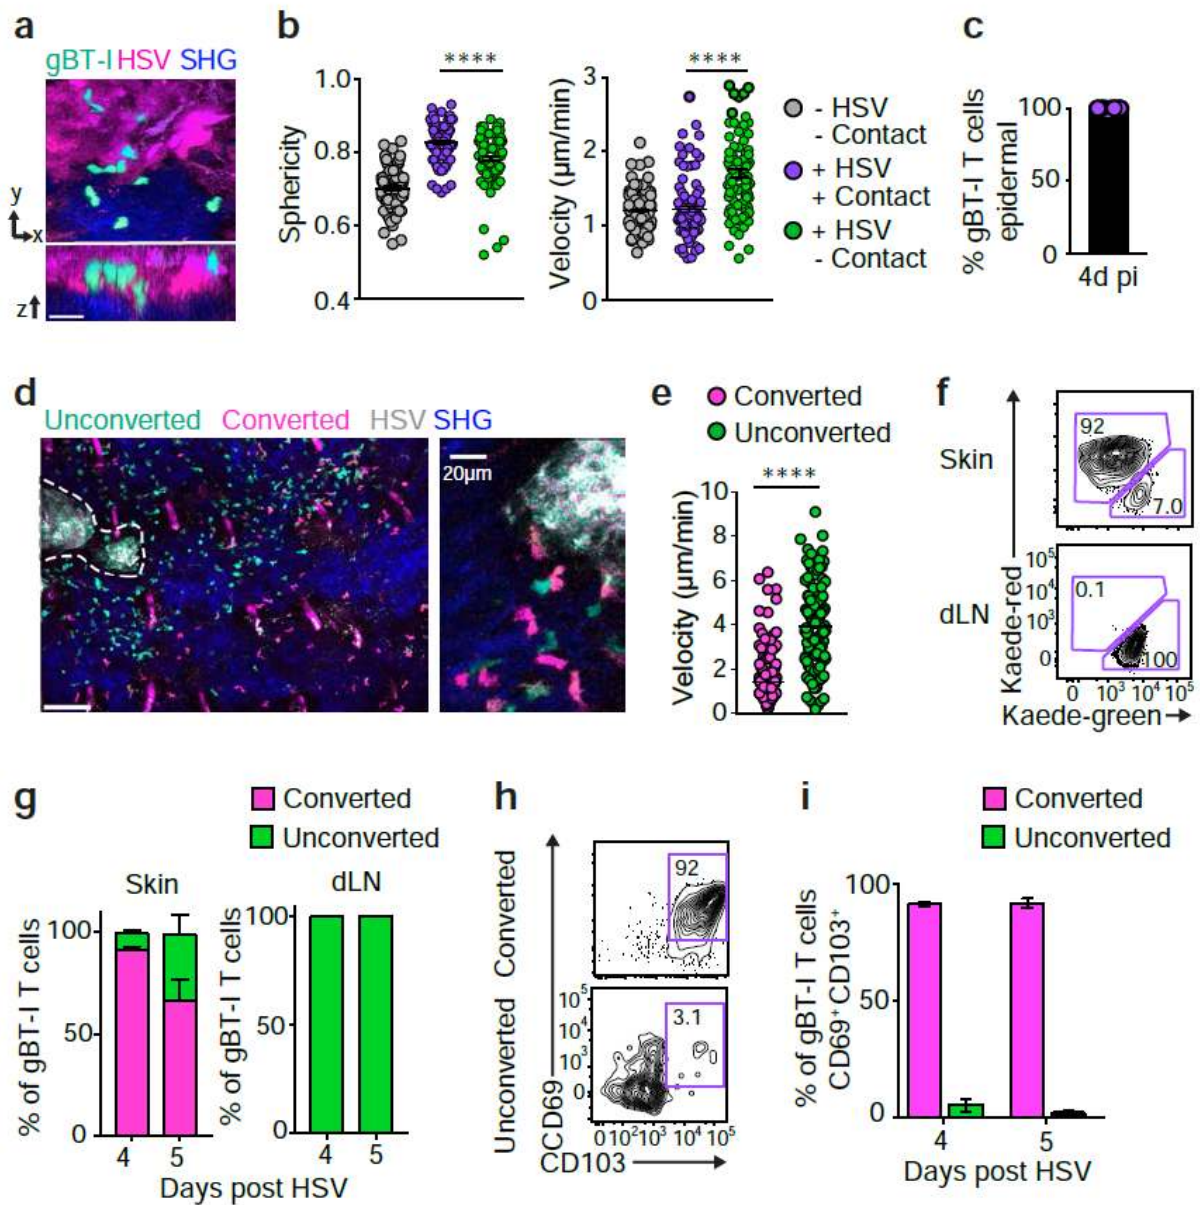 a
gBT-I HSV SHG
y
x
z
b
****
1.0
0.8
0.6
0.4
Sphericity
****
3
2
1
0
Velocity (µm/min)
- HSV
- Contact
+ HSV
+ Contact
+ HSV
- Contact
c
% gBT-I T cells
epidermal
100
50
0
4d pi
d
Unconverted Converted HSV SHG
20µm
e
Converted
Unconverted
****
10
8
6
4
2
0
Velocity (µm/min)
f
Skin
92
7.0
dLN
10⁵
10⁴
10³
0
0.1
100
0 10³ 10⁴ 10⁵
Kaede-red
Kaede-green
g
Converted
Unconverted
Skin
dLN
100
50
0
% of gBT-I T cells
4 5
100
50
0
% of gBT-I T cells
4 5
Days post HSV
h
Converted
92
Unconverted
10⁵
10⁴
10³
0
3.1
0 10² 10³ 10⁴ 10⁵
CD69
CD103
i
Converted
Unconverted
% of gBT-I T cells
CD69⁺ CD103⁺
100
50
0
4 5
Days post HSV